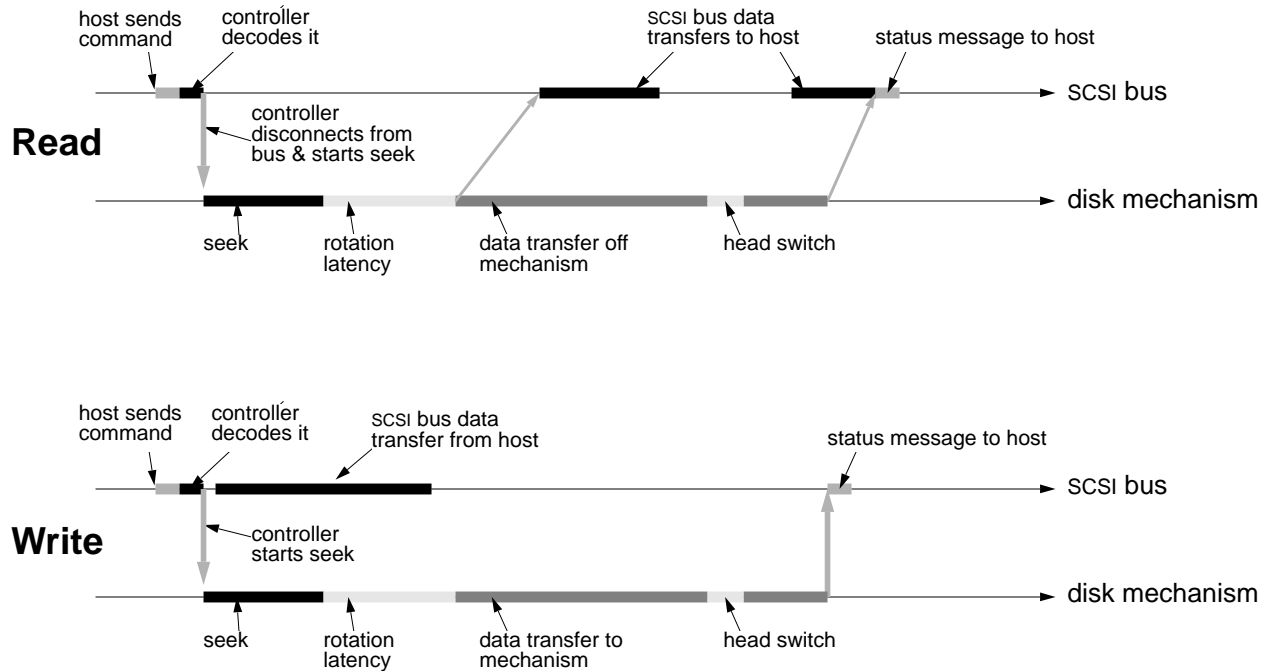 host sends
command
controller
decodes it
SCSI bus data
transfers to host
status message to host
SCSI bus
Read
controller
disconnects from
bus & starts seek
disk mechanism
seek
rotation
latency
data transfer off
mechanism
head switch
host sends
command
controller
decodes it
SCSI bus data
transfer from host
status message to host
SCSI bus
Write
controller
starts seek
disk mechanism
seek
rotation
latency
data transfer to
mechanism
head switch